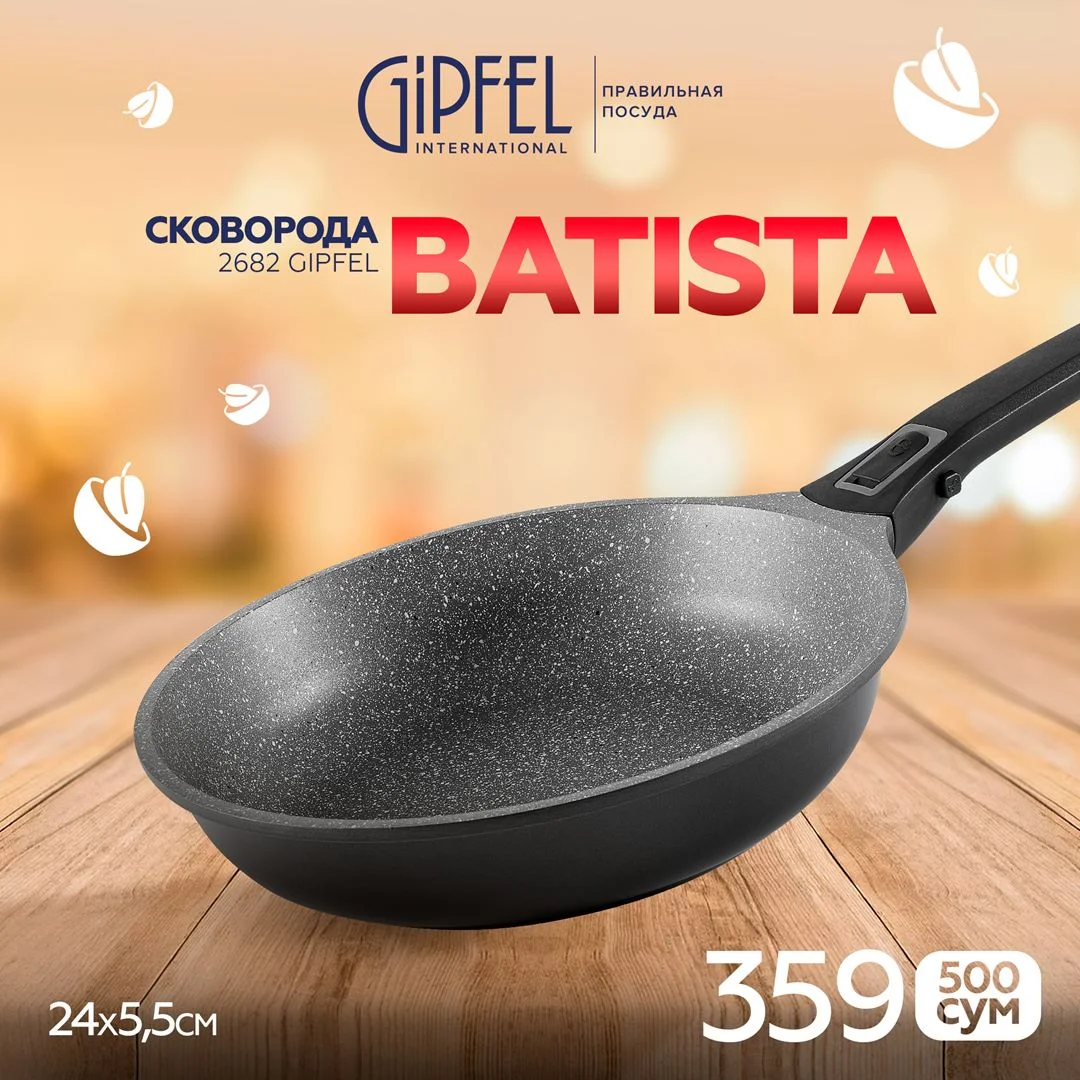 GiPFEL
INTERNATIONAL
ПРАВИЛЬНАЯ
ПОСУДА
СКОВОРОДА
2682 GIPFEL
BATISTA
24х5,5см
359 500
сум